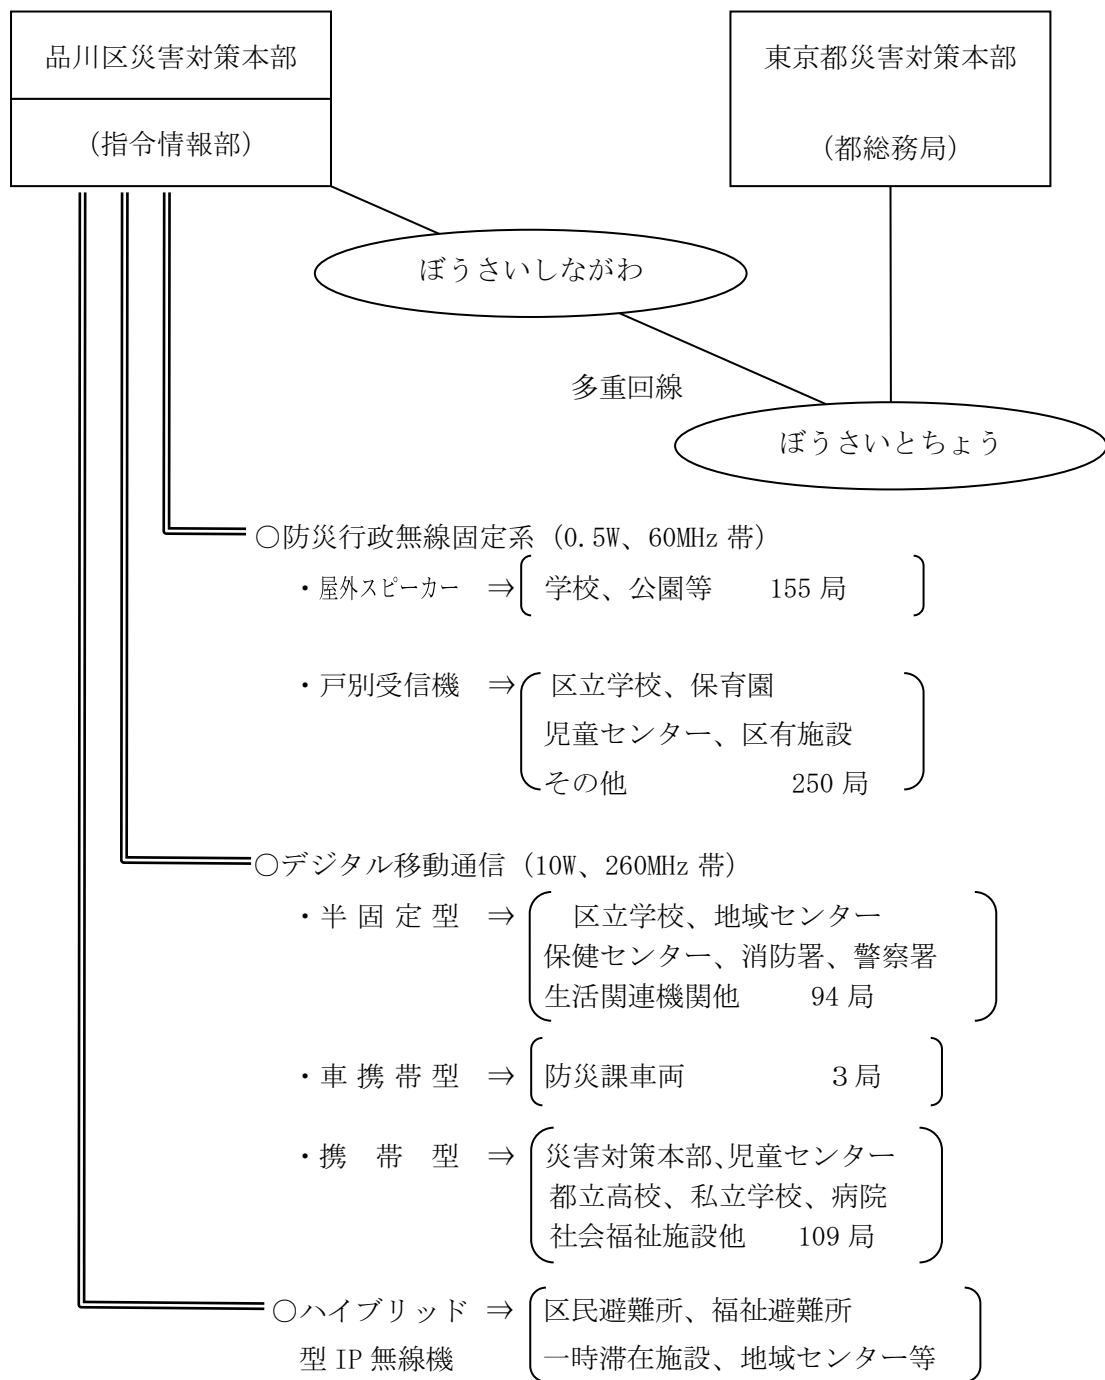 品川区災害対策本部
(指令情報部)
東京都災害対策本部
(都総務局)
ぼうさいしながわ
多重回線
ぼうさいとちょう
○防災行政無線固定系（0.5W、60MHz 帯）
・屋外スピーカー ⇒ 学校、公園等 155 局
・戸別受信機 ⇒ 区立学校、保育園
児童センター、区有施設
その他 250 局
○デジタル移動通信（10W、260MHz 帯）
・半固定型 ⇒ 区立学校、地域センター
保健センター、消防署、警察署
生活関連機関他 94 局
・車携帯型 ⇒ 防災課車両 ３局
・携帯型 ⇒ 災害対策本部、児童センター
都立高校、私立学校、病院
社会福祉施設他 109 局
○ハイブリッド ⇒ 区民避難所、福祉避難所
型 IP 無線機 一時滞在施設、地域センター等